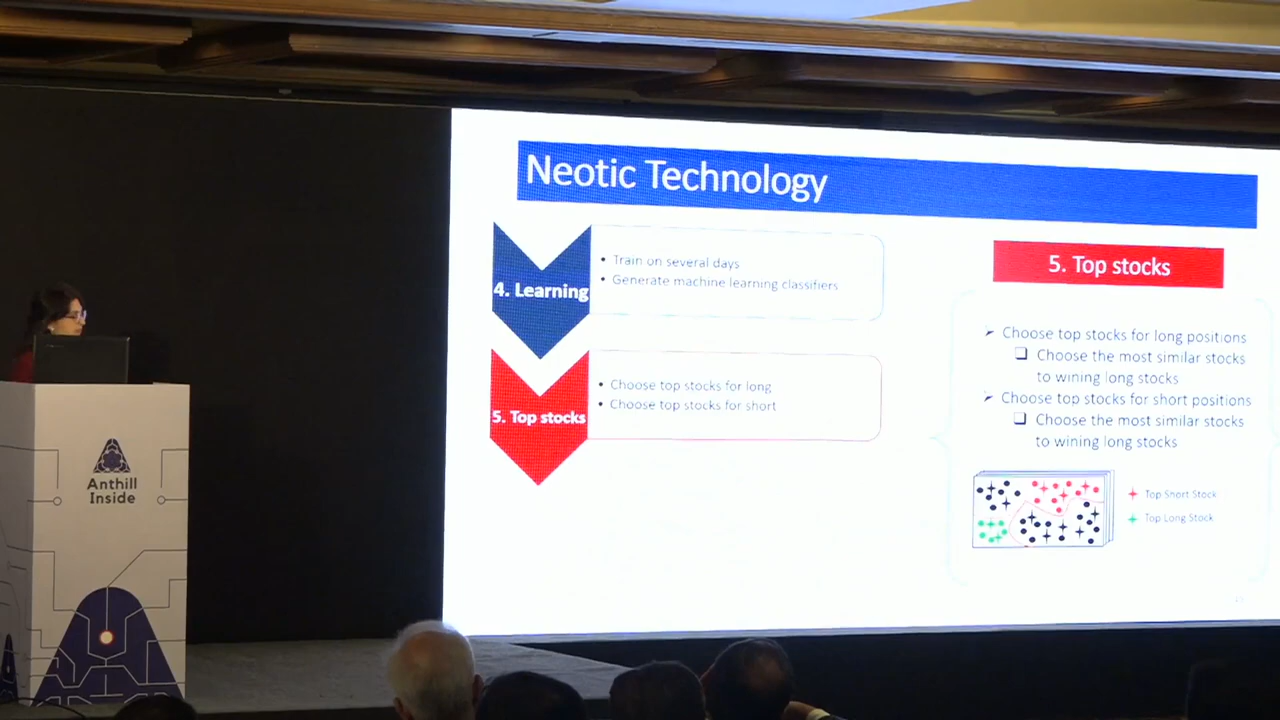 Neotic Technology
4. Learning
• Train on several days
• Generate machine learning classifiers
5. Top stocks
• Choose top stocks for long
• Choose top stocks for short
5. Top stocks
Choose top stocks for long positions
Choose the most similar stocks
to wining long stocks
Choose top stocks for short positions
Choose the most similar stocks
to wining long stocks
Top Short Stock
Top Long Stock
Anthill
Inside